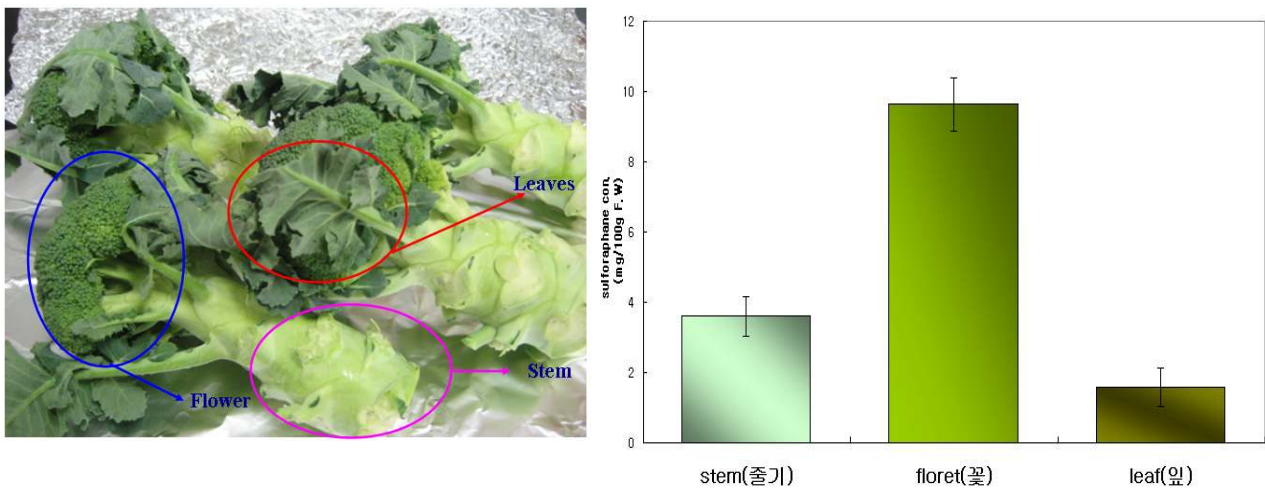 Leaves
Stem
Flower
12
10
8
6
4
2
0
sulforaphane con.
(mg/100g F.W)
stem(줄기)
floret(꽃)
leaf(잎)